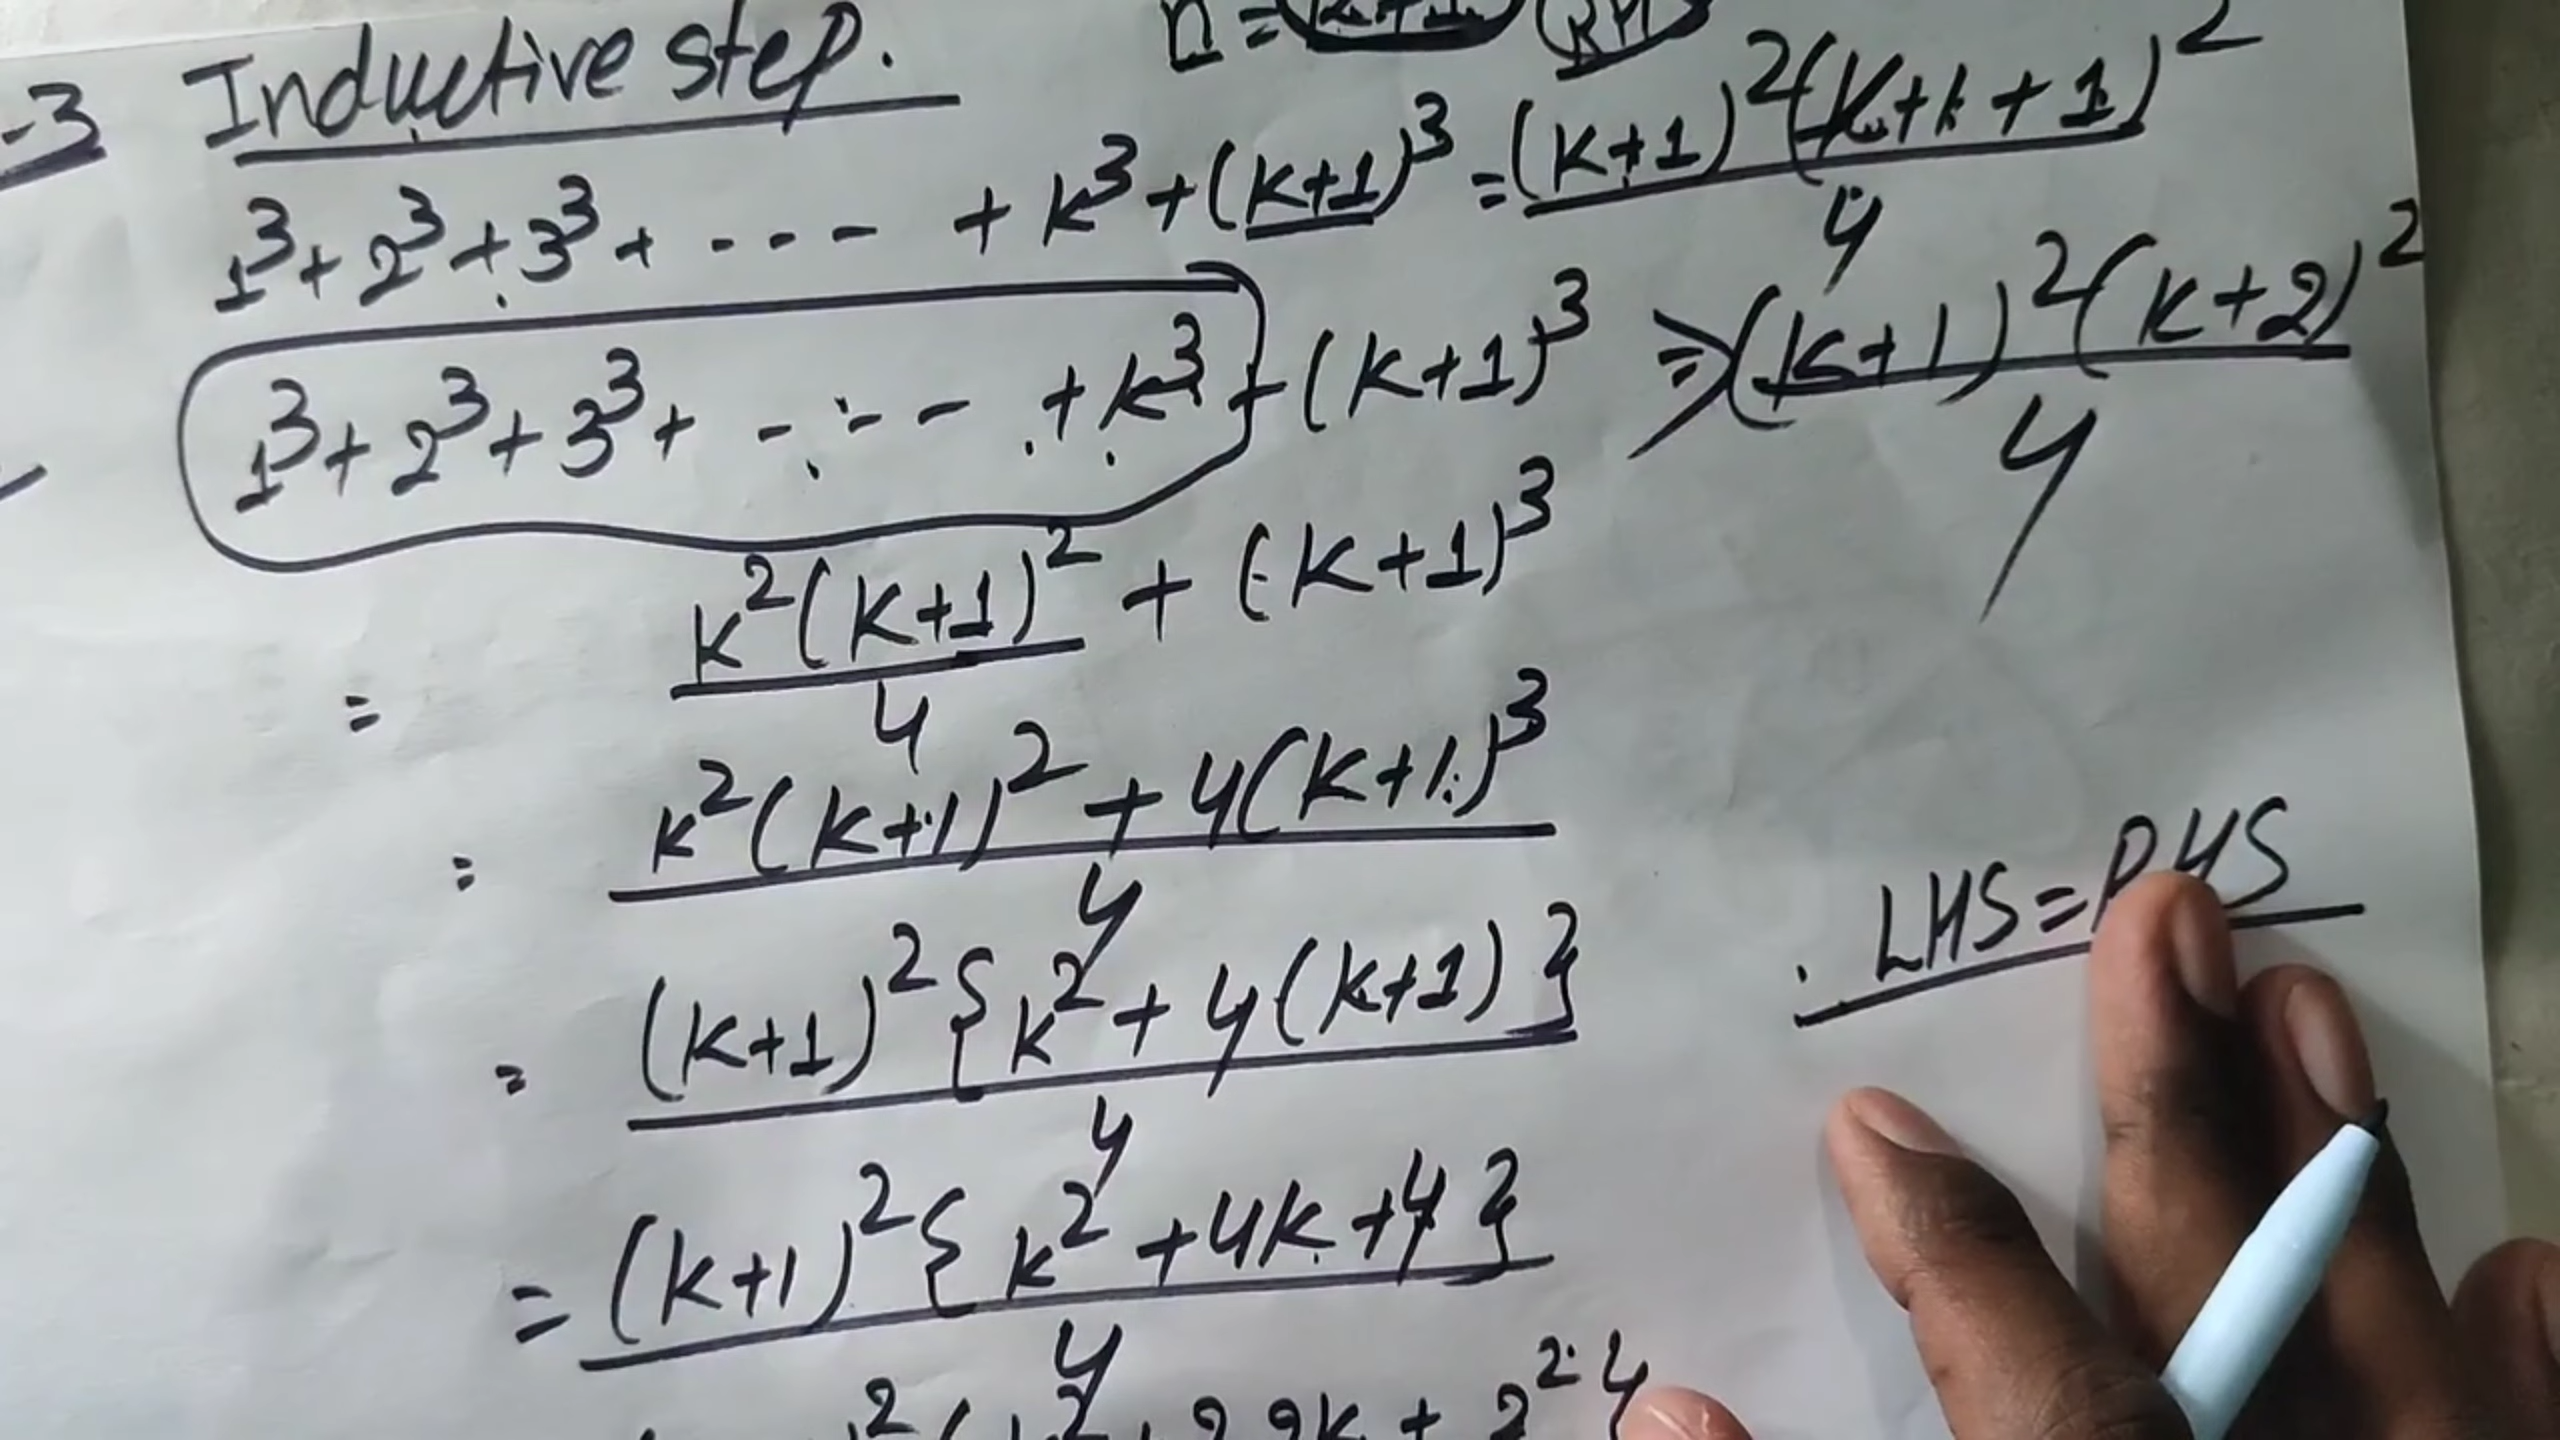 n = k+1
-3 Inductive step.
1³ + 2³ + 3³ + ---- + k³ + (k+1)³ = (k+1)²(k+1+1)² / 4
1³ + 2³ + 3³ + ---- + k³ + (k+1)³ ⇒ (k+1)²(k+2)² / 4
= k²(k+1)² / 4 + (k+1)³
= k²(k+1)² + 4(k+1)³ / 4
LHS = RHS
= (k+1)² { k² + 4(k+1) } / 4
= (k+1)² { k² + 4k + 4 } / 4